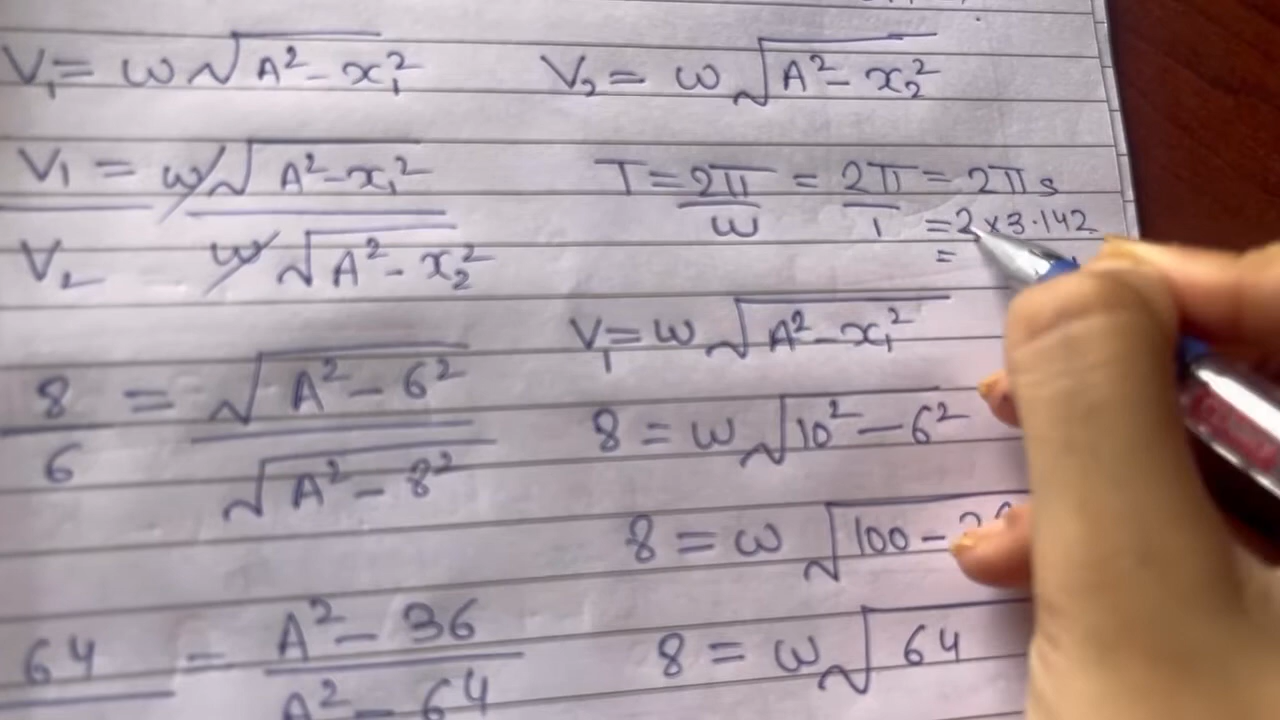 V₁ = ω√(A² - x₁²)
V₂ = ω√(A² - x₂²)
V₁/V₂ = ω√(A² - x₁²) / ω√(A² - x₂²)
T = 2π/ω = 2π/1 = 2π s
= 2 × 3.142
=
V₁ = ω√(A² - x₁²)
8/6 = √(A² - 6²) / √(A² - 8²)
8 = ω√(10² - 6²)
8 = ω√(100 -
64
A² - 36 / A² - 64
8 = ω√64